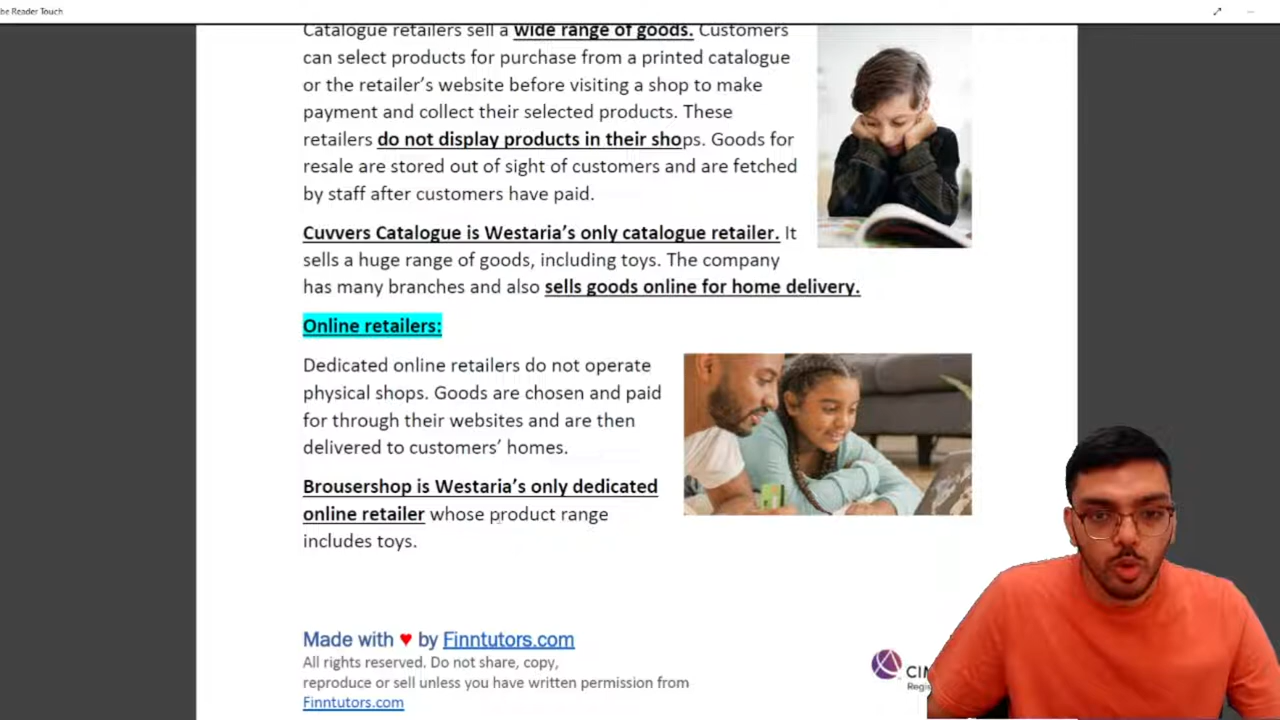 be Reader Touch
Catalogue retailers sell a wide range of goods. Customers
can select products for purchase from a printed catalogue
or the retailer's website before visiting a shop to make
payment and collect their selected products. These
retailers do not display products in their shops. Goods for
resale are stored out of sight of customers and are fetched
by staff after customers have paid.
Cuvvers Catalogue is Westaria's only catalogue retailer. It
sells a huge range of goods, including toys. The company
has many branches and also sells goods online for home delivery.
Online retailers:
Dedicated online retailers do not operate
physical shops. Goods are chosen and paid
for through their websites and are then
delivered to customers' homes.
Brousershop is Westaria's only dedicated
online retailer whose product range
includes toys.
Made with ♥ by Finntutors.com
All rights reserved. Do not share, copy,
reproduce or sell unless you have written permission from
Finntutors.com
CI
Regi